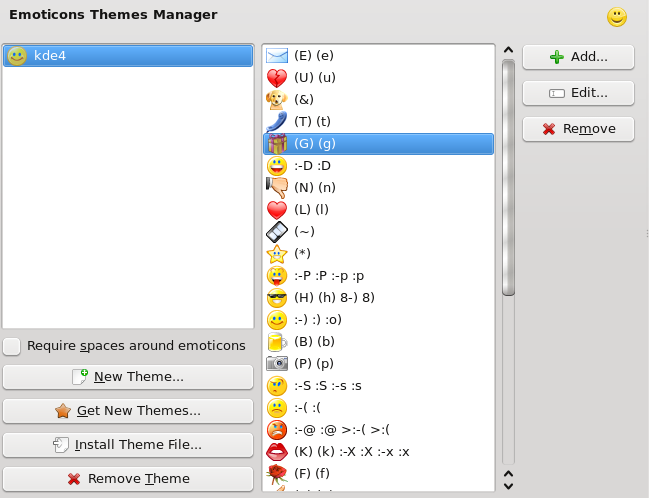 Emoticons Themes Manager
kde4
Require spaces around emoticons
New Theme...
Get New Themes...
Install Theme File...
Remove Theme
(E) (e)
(U) (u)
(&)
(T) (t)
(G) (g)
:-D :D
(N) (n)
(L) (l)
(~)
(*)
:-P :P :-p :p
(H) (h) 8-) 8)
:-) :) :o)
(B) (b)
(P) (p)
:-S :S :-s :s
:-( :(
:-@ :@ >:-( >:(
(K) (k) :-X :X :-x :x
(F) (f)
Add...
Edit...
Remove